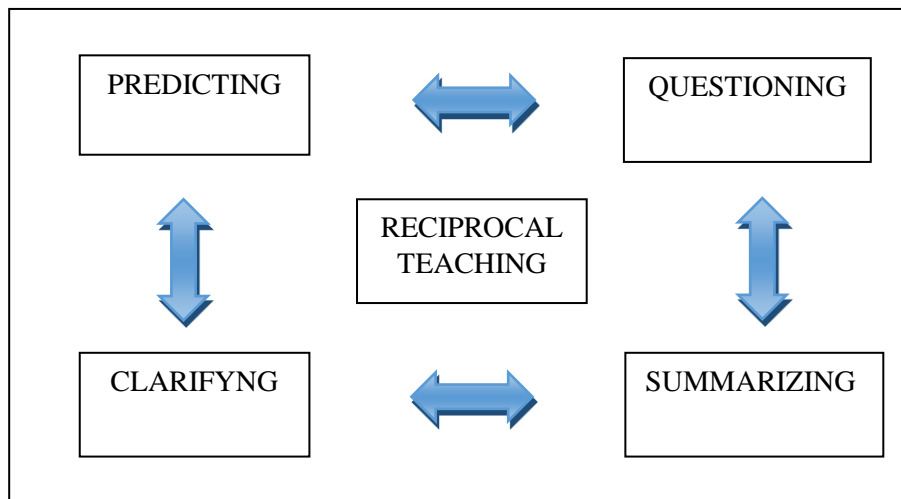 PREDICTING
QUESTIONING
RECIPROCAL
TEACHING
CLARIFYNG
SUMMARIZING